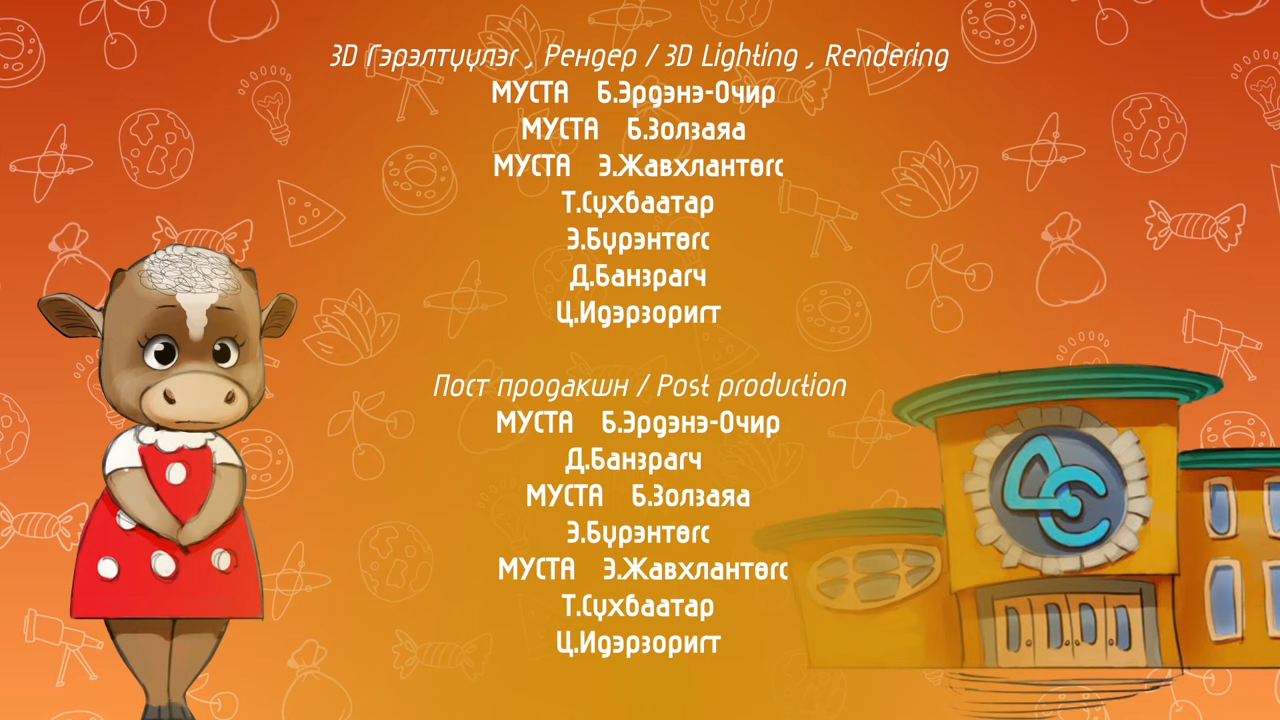 3D Гэрэлтүүлэг , Рендер / 3D Lighting , Rendering
МУСТА Б.Эрдэнэ-Очир
МУСТА Б.Золзаяа
МУСТА Э.Жавхлантөгс
Т.Сүхбаатар
Э.Бүрэнтөгс
Д.Банзрагч
Ц.Идэрзоригт
Пост продакшн / Post production
МУСТА Б.Эрдэнэ-Очир
Д.Банзрагч
МУСТА Б.Золзаяа
Э.Бүрэнтөгс
МУСТА Э.Жавхлантөгс
Т.Сүхбаатар
Ц.Идэрзоригт